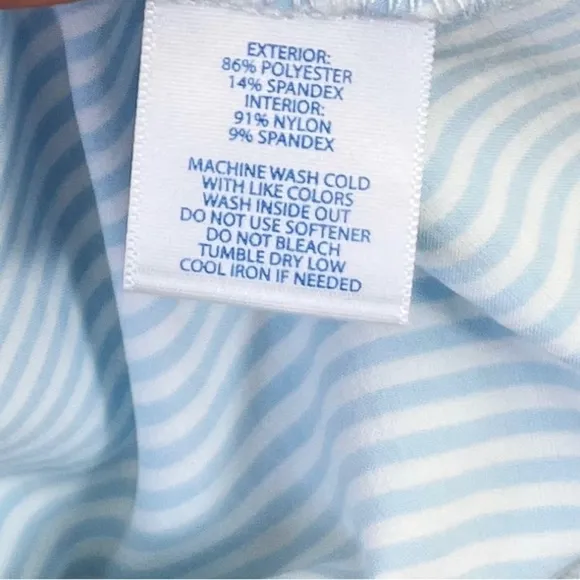 EXTERIOR:
86% POLYESTER
14% SPANDEX
INTERIOR:
91% NYLON
9% SPANDEX
MACHINE WASH COLD
WITH LIKE COLORS
WASH INSIDE OUT
DO NOT USE SOFTENER
DO NOT BLEACH
TUMBLE DRY LOW
COOL IRON IF NEEDED